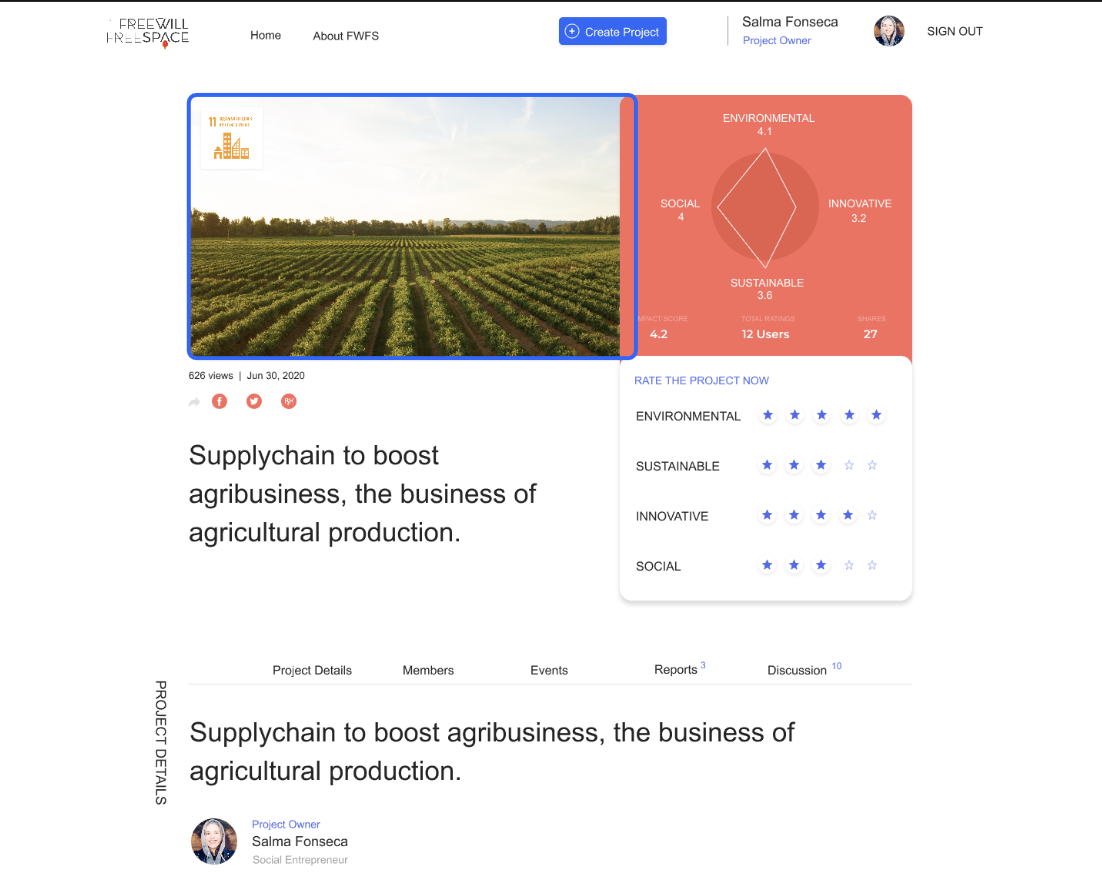 FREEWILL
FREESPACE
Home
About FWFS
Create Project
Salma Fonseca
Project Owner
SIGN OUT
11
ENVIRONMENTAL
4.1
SOCIAL
4
INNOVATIVE
3.2
SUSTAINABLE
3.6
IMPACT SCORE
TOTAL RATINGS
SHARES
4.2
12 Users
27
626 views | Jun 30, 2020
Supplychain to boost
agribusiness, the business of
agricultural production.
RATE THE PROJECT NOW
ENVIRONMENTAL
SUSTAINABLE
INNOVATIVE
SOCIAL
Project Details
Members
Events
Reports 3
Discussion 10
PROJECT DETAILS
Supplychain to boost agribusiness, the business of
agricultural production.
Project Owner
Salma Fonseca
Social Entrepreneur